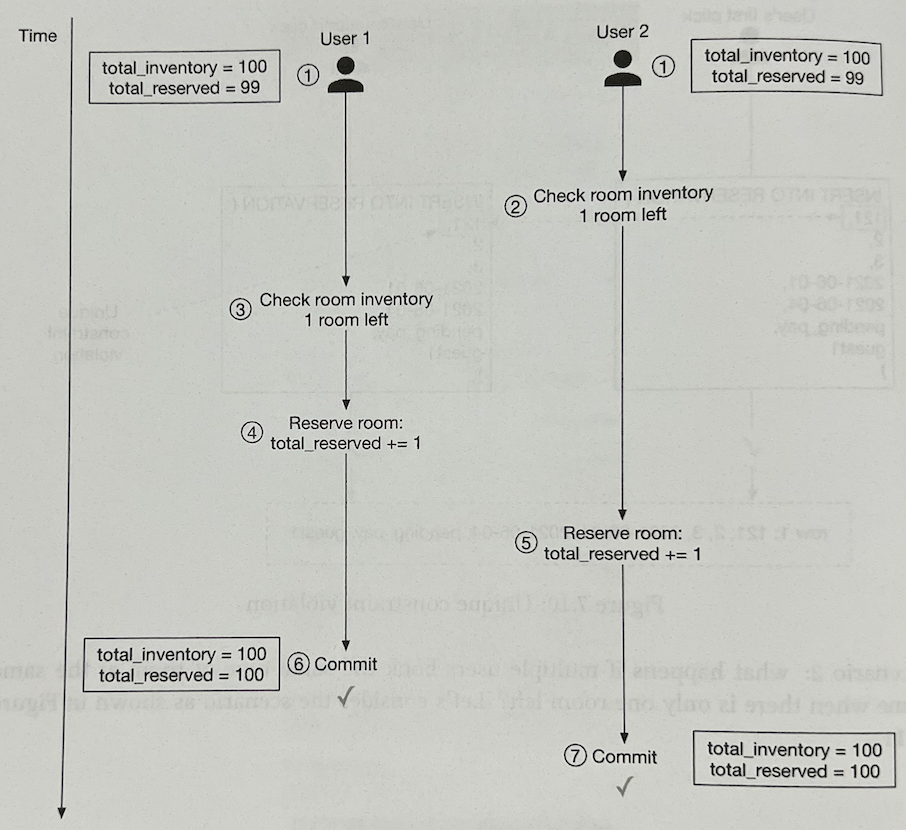 Time
User 1
User 2
total_inventory = 100
total_reserved = 99
①
①
total_inventory = 100
total_reserved = 99
② Check room inventory
1 room left
③ Check room inventory
1 room left
④ Reserve room:
total_reserved += 1
⑤ Reserve room:
total_reserved += 1
total_inventory = 100
total_reserved = 100
⑥ Commit
✓
⑦ Commit
✓
total_inventory = 100
total_reserved = 100